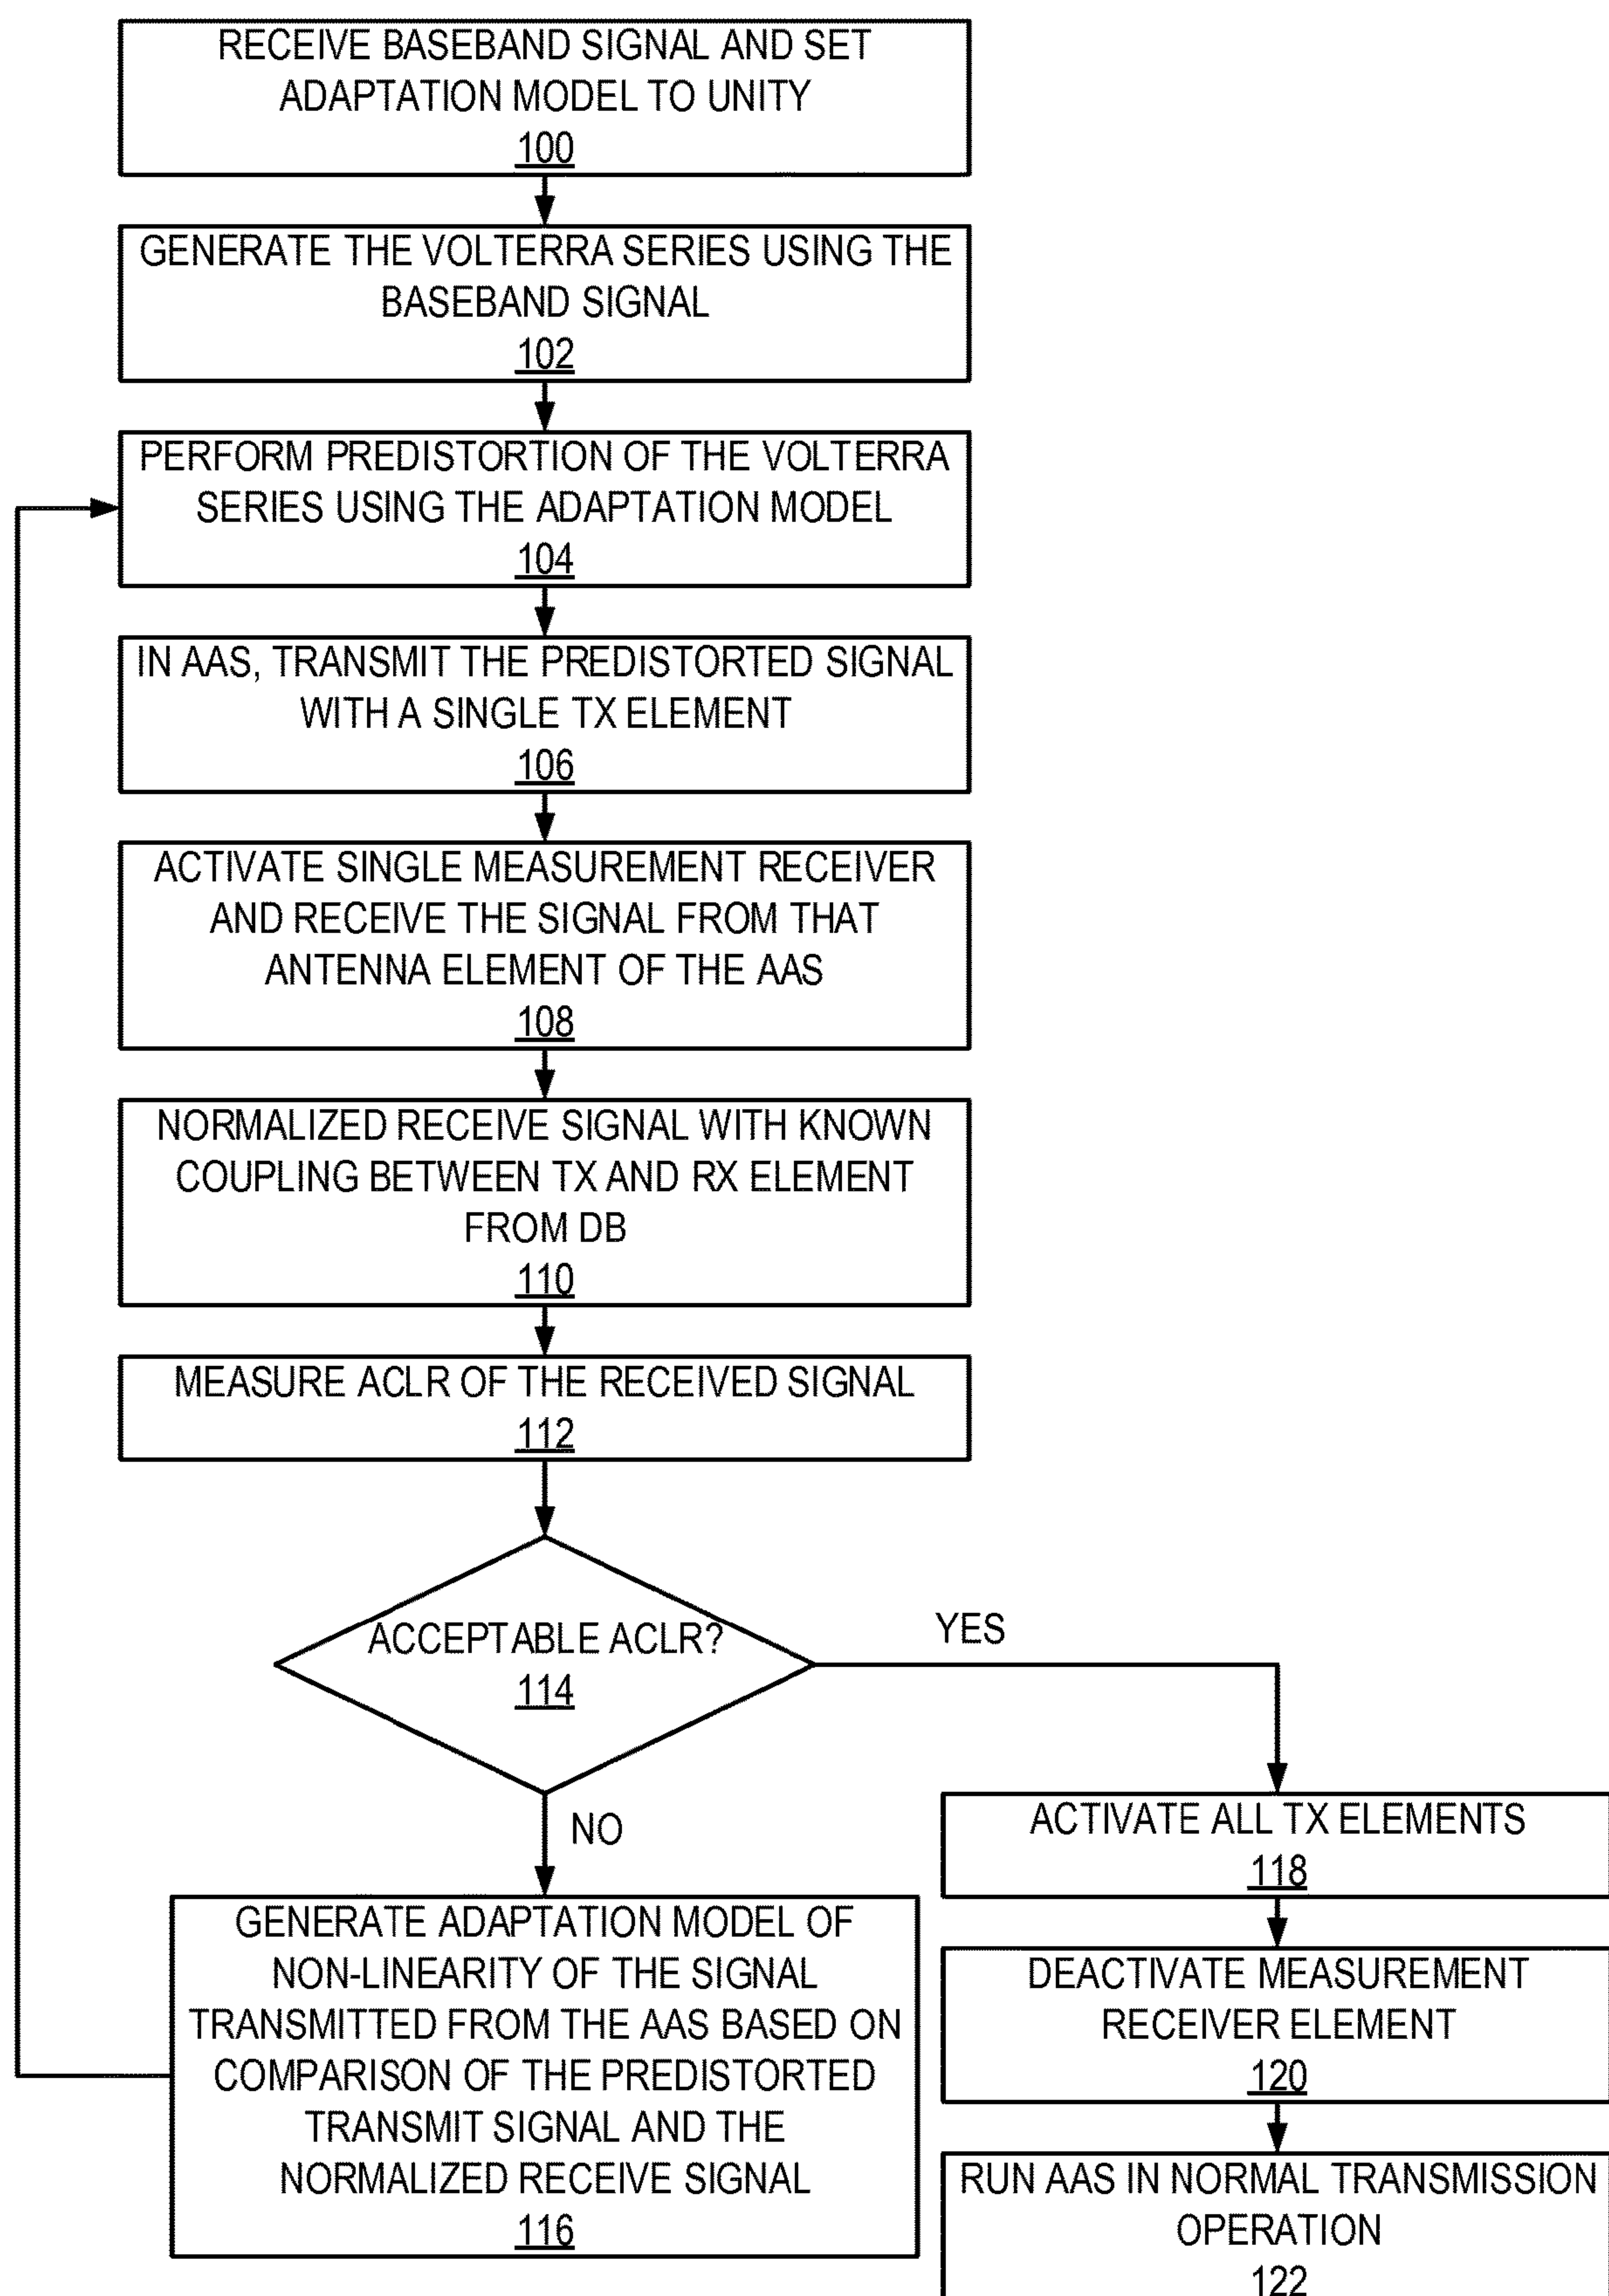 RECEIVE BASEBAND SIGNAL AND SET
ADAPTATION MODEL TO UNITY
100
GENERATE THE VOLTERRA SERIES USING THE
BASEBAND SIGNAL
102
PERFORM PREDISTORTION OF THE VOLTERRA
SERIES USING THE ADAPTATION MODEL
104
IN AAS, TRANSMIT THE PREDISTORTED SIGNAL
WITH A SINGLE TX ELEMENT
106
ACTIVATE SINGLE MEASUREMENT RECEIVER
AND RECEIVE THE SIGNAL FROM THAT
ANTENNA ELEMENT OF THE AAS
108
NORMALIZED RECEIVE SIGNAL WITH KNOWN
COUPLING BETWEEN TX AND RX ELEMENT
FROM DB
110
MEASURE ACLR OF THE RECEIVED SIGNAL
112
ACCEPTABLE ACLR?
114
YES
NO
GENERATE ADAPTATION MODEL OF
NON-LINEARITY OF THE SIGNAL
TRANSMITTED FROM THE AAS BASED ON
COMPARISON OF THE PREDISTORTED
TRANSMIT SIGNAL AND THE
NORMALIZED RECEIVE SIGNAL
116
ACTIVATE ALL TX ELEMENTS
118
DEACTIVATE MEASUREMENT
RECEIVER ELEMENT
120
RUN AAS IN NORMAL TRANSMISSION
OPERATION
122